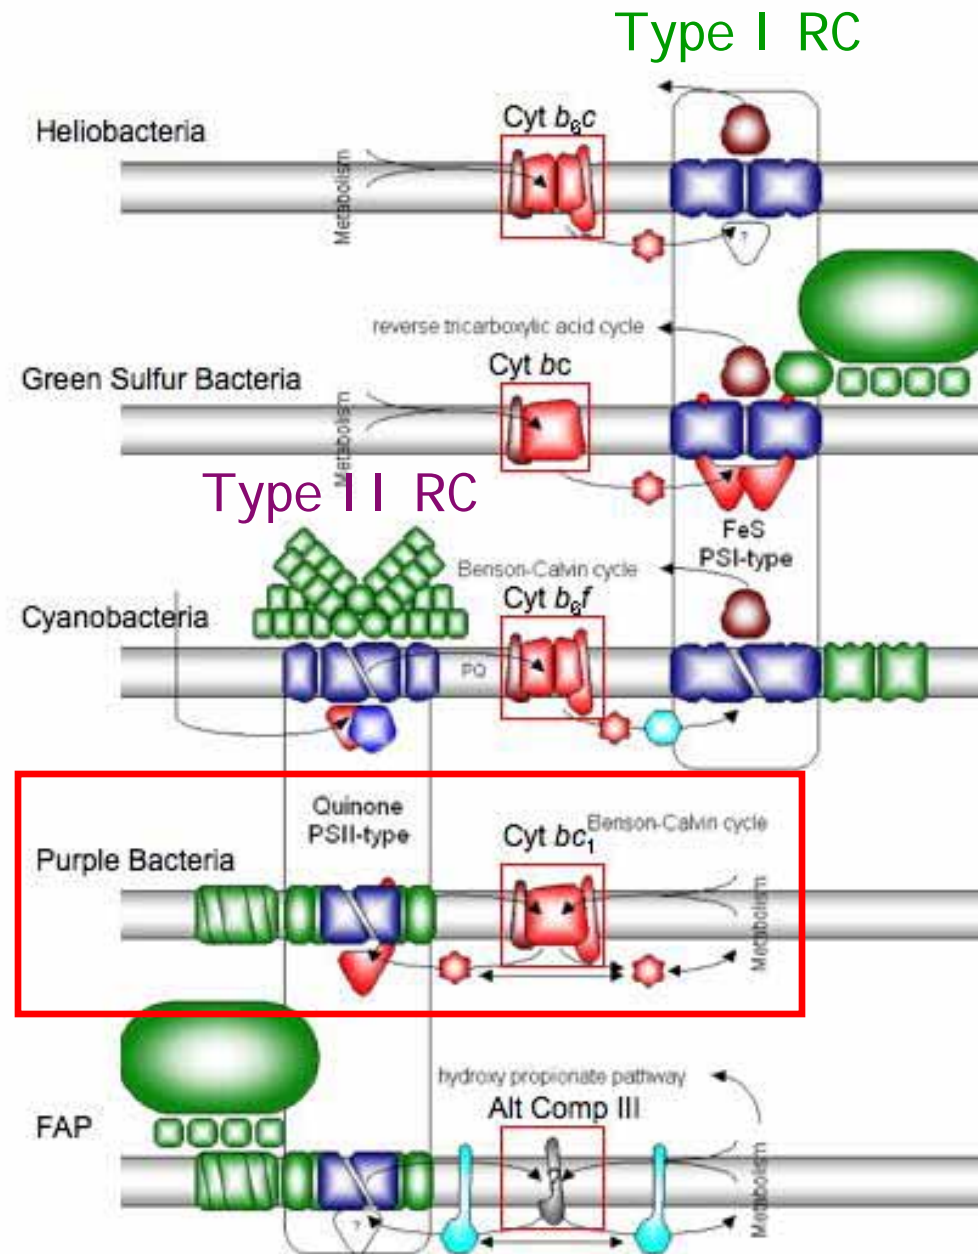 Type I RC
Heliobacteria
Cyt b₆c
Metabolism
?
reverse tricarboxylic acid cycle
Green Sulfur Bacteria
Cyt bc
Metabolism
Type II RC
FeS
PSI-type
Benson-Calvin cycle
Cyanobacteria
Cyt b₆f
PQ
Quinone
PSII-type
Benson-Calvin cycle
Cyt bc₁
Purple Bacteria
Metabolism
hydroxy propionate pathway
Alt Comp III
FAP
Metabolism
?
?